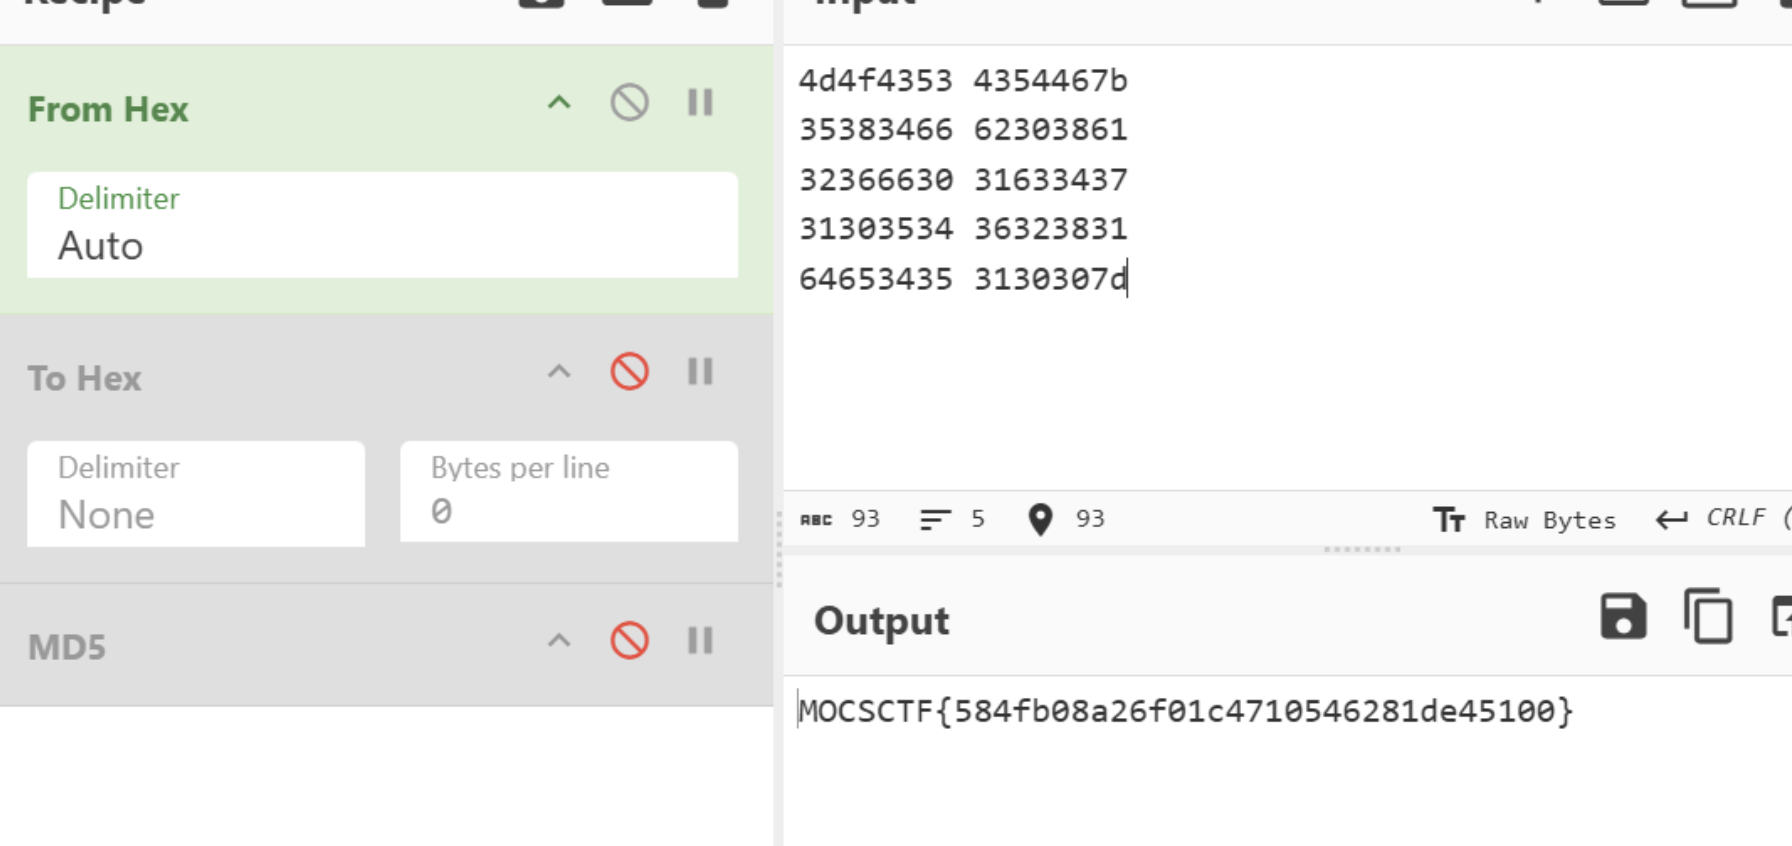 Recipe
Input
From Hex
Delimiter
Auto
To Hex
Delimiter
None
Bytes per line
0
MD5
4d4f4353 4354467b
35383466 62303861
32366630 31633437
31303534 36323831
64653435 3130307d
ABC 93 5 93
Tт Raw Bytes CRLF (
Output
MOCSCTF{584fb08a26f01c4710546281de45100}